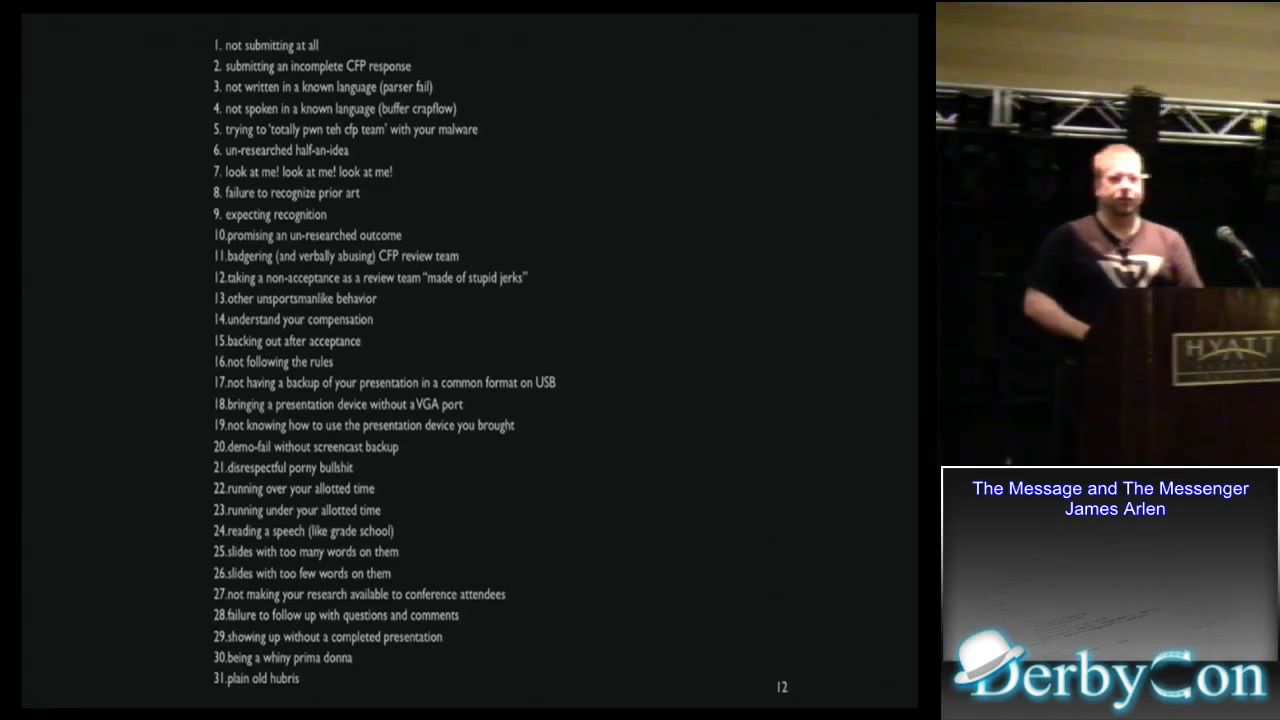 1. not submitting at all
2. submitting an incomplete CFP response
3. not written in a known language (parser fail)
4. not spoken in a known language (buffer crapflow)
5. trying to ‘totally pwn teh cfp team’ with your malware
6. un-researched half-an-idea
7. look at me! look at me! look at me!
8. failure to recognize prior art
9. expecting recognition
10.promising an un-researched outcome
11.badgering (and verbally abusing) CFP review team
12.taking a non-acceptance as a review team “made of stupid jerks”
13.other unsportsmanlike behavior
14.understand your compensation
15.backing out after acceptance
16.not following the rules
17.not having a backup of your presentation in a common format on USB
18.bringing a presentation device without a VGA port
19.not knowing how to use the presentation device you brought
20.demo-fail without screencast backup
21.disrespectful porny bullshit
22.running over your allotted time
23.running under your allotted time
24.reading a speech (like grade school)
25.slides with too many words on them
26.slides with too few words on them
27.not making your research available to conference attendees
28.failure to follow up with questions and comments
29.showing up without a completed presentation
30.being a whiny prima donna
31.plain old hubris
12
HYATT
The Message and The Messenger
James Arlen
DerbyCon